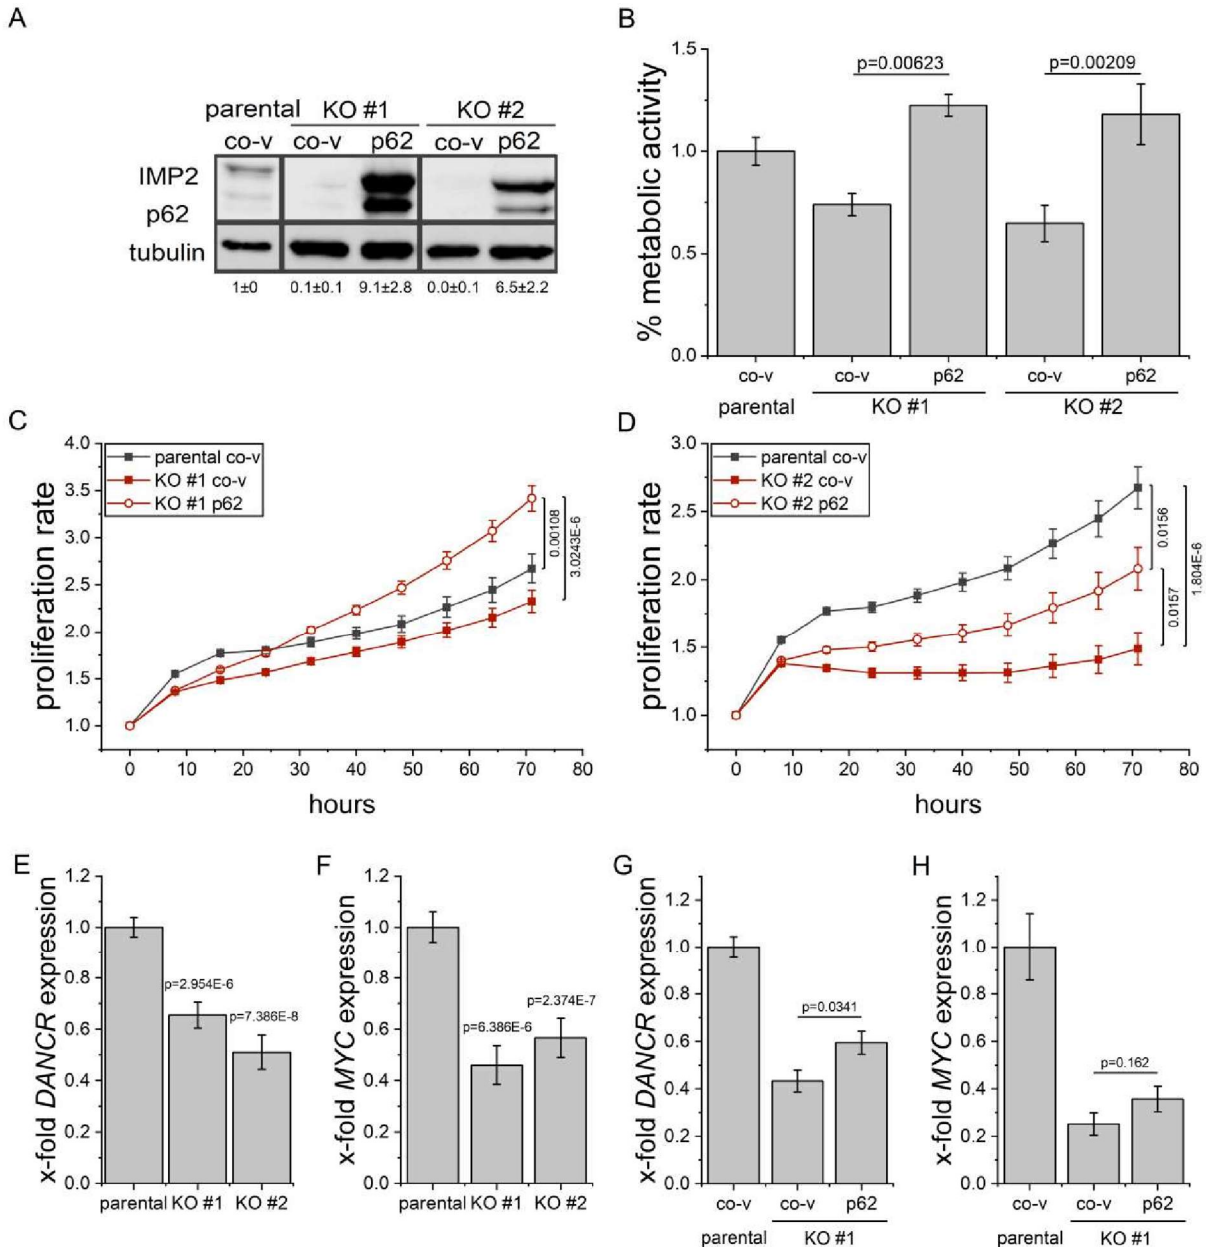 A
parental KO #1 KO #2
co-v co-v p62 co-v p62
IMP2
p62
tubulin
1±0 0.1±0.1 9.1±2.8 0.0±0.1 6.5±2.2
B
% metabolic activity
1.5
1.0
0.5
0.0
p=0.00623
p=0.00209
co-v co-v p62 co-v p62
parental KO #1 KO #2
C
proliferation rate
4.0
3.5
3.0
2.5
2.0
1.5
1.0
parental co-v
KO #1 co-v
KO #1 p62
0.00108
3.0243E-6
0 10 20 30 40 50 60 70 80
hours
D
proliferation rate
3.0
2.5
2.0
1.5
1.0
parental co-v
KO #2 co-v
KO #2 p62
0.0156
0.0157
1.804E-6
0 10 20 30 40 50 60 70 80
hours
E
x-fold DANCR expression
1.2
1.0
0.8
0.6
0.4
0.2
0.0
p=2.954E-6
p=7.386E-8
parental KO #1 KO #2
F
x-fold MYC expression
1.2
1.0
0.8
0.6
0.4
0.2
0.0
p=6.386E-6
p=2.374E-7
parental KO #1 KO #2
G
x-fold DANCR expression
1.2
1.0
0.8
0.6
0.4
0.2
0.0
p=0.0341
co-v co-v p62
parental KO #1
H
x-fold MYC expression
1.2
1.0
0.8
0.6
0.4
0.2
0.0
p=0.162
co-v co-v p62
parental KO #1